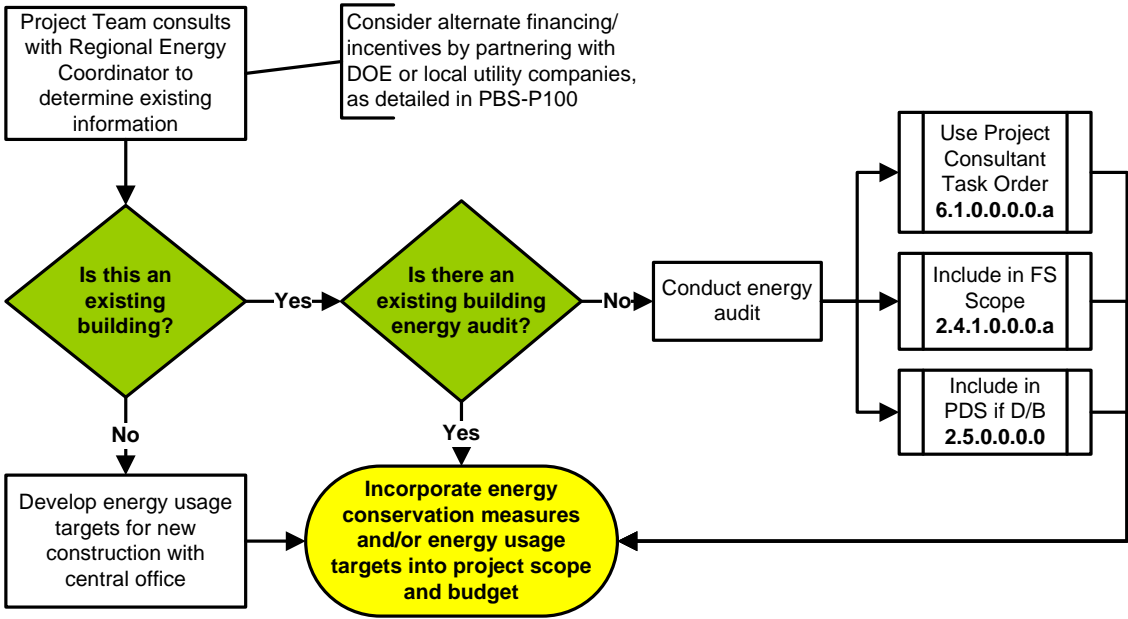 Project Team consults
with Regional Energy
Coordinator to
determine existing
information
Consider alternate financing/
incentives by partnering with
DOE or local utility companies,
as detailed in PBS-P100
Is this an
existing
building?
Yes
Is there an
existing building
energy audit?
No
Conduct energy
audit
Use Project
Consultant
Task Order
6.1.0.0.0.0.a
Include in FS
Scope
2.4.1.0.0.0.a
Include in
PDS if D/B
2.5.0.0.0.0
No
Yes
Develop energy usage
targets for new
construction with
central office
Incorporate energy
conservation measures
and/or energy usage
targets into project scope
and budget